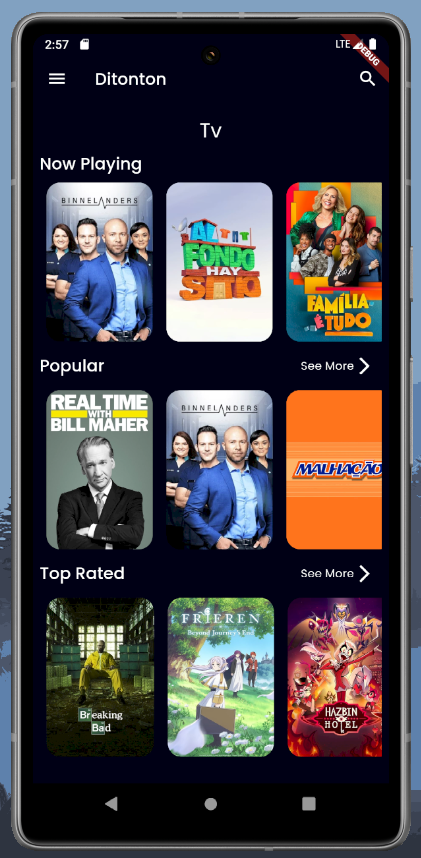 2:57
LTE
DEBUG
Ditonton
Tv
Now Playing
BINNELANDERS
AL
FONDO
HAY
SITIO
FAMÍLIA
É
TUDO
Popular
See More
REAL TIME
WITH
BILL MAHER
BINNELANDERS
MALHAÇÃO
Top Rated
See More
Breaking
Bad
FRIEREN
Beyond Journey's End
HAZBIN
HOTEL